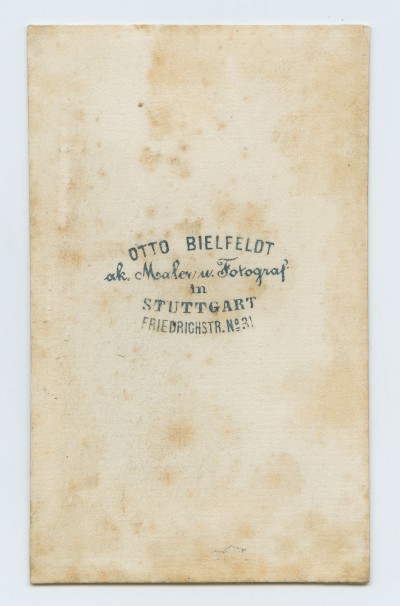 OTTO BIELFELDT
ak. Maler u. Fotograf
in
STUTTGART
FRIEDRICHSTR. Nº 31